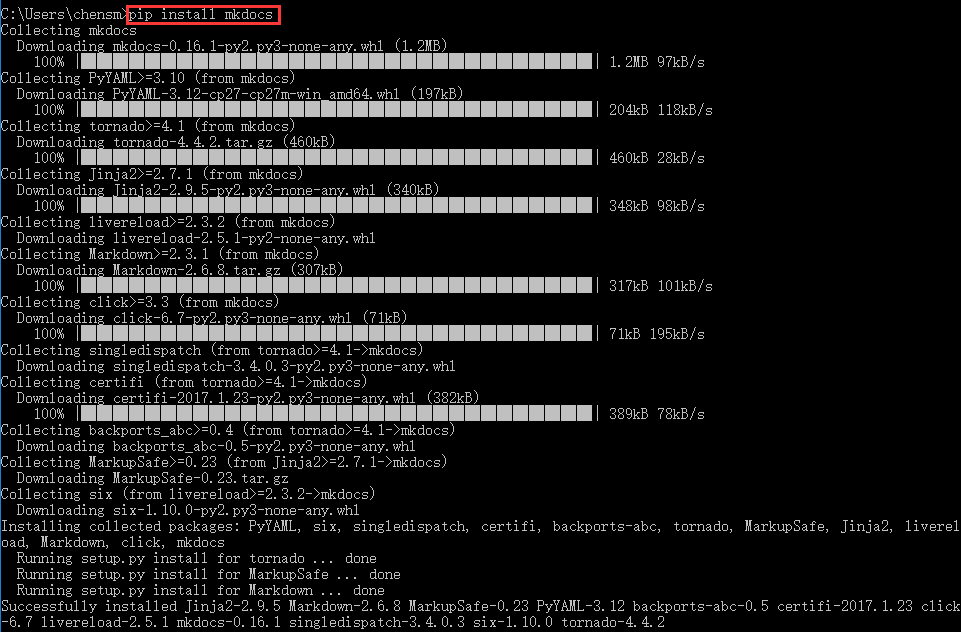 C:\Users\chensm>pip install mkdocs
Collecting mkdocs
  Downloading mkdocs-0.16.1-py2.py3-none-any.whl (1.2MB)
    100% |████████████████████████████████| 1.2MB 97kB/s
Collecting PyYAML>=3.10 (from mkdocs)
  Downloading PyYAML-3.12-cp27-cp27m-win_amd64.whl (197kB)
    100% |████████████████████████████████| 204kB 118kB/s
Collecting tornado>=4.1 (from mkdocs)
  Downloading tornado-4.4.2.tar.gz (460kB)
    100% |████████████████████████████████| 460kB 28kB/s
Collecting Jinja2>=2.7.1 (from mkdocs)
  Downloading Jinja2-2.9.5-py2.py3-none-any.whl (340kB)
    100% |████████████████████████████████| 348kB 98kB/s
Collecting livereload>=2.3.2 (from mkdocs)
  Downloading livereload-2.5.1-py2-none-any.whl
Collecting Markdown>=2.3.1 (from mkdocs)
  Downloading Markdown-2.6.8.tar.gz (307kB)
    100% |████████████████████████████████| 317kB 101kB/s
Collecting click>=3.3 (from mkdocs)
  Downloading click-6.7-py2.py3-none-any.whl (71kB)
    100% |████████████████████████████████| 71kB 195kB/s
Collecting singledispatch (from tornado>=4.1->mkdocs)
  Downloading singledispatch-3.4.0.3-py2.py3-none-any.whl
Collecting certifi (from tornado>=4.1->mkdocs)
  Downloading certifi-2017.1.23-py2.py3-none-any.whl (382kB)
    100% |████████████████████████████████| 389kB 78kB/s
Collecting backports_abc>=0.4 (from tornado>=4.1->mkdocs)
  Downloading backports_abc-0.5-py2.py3-none-any.whl
Collecting MarkupSafe>=0.23 (from Jinja2>=2.7.1->mkdocs)
  Downloading MarkupSafe-0.23.tar.gz
Collecting six (from livereload>=2.3.2->mkdocs)
  Downloading six-1.10.0-py2.py3-none-any.whl
Installing collected packages: PyYAML, six, singledispatch, certifi, backports-abc, tornado, MarkupSafe, Jinja2, liverel
oad, Markdown, click, mkdocs
  Running setup.py install for tornado ... done
  Running setup.py install for MarkupSafe ... done
  Running setup.py install for Markdown ... done
Successfully installed Jinja2-2.9.5 Markdown-2.6.8 MarkupSafe-0.23 PyYAML-3.12 backports-abc-0.5 certifi-2017.1.23 click
-6.7 livereload-2.5.1 mkdocs-0.16.1 singledispatch-3.4.0.3 six-1.10.0 tornado-4.4.2